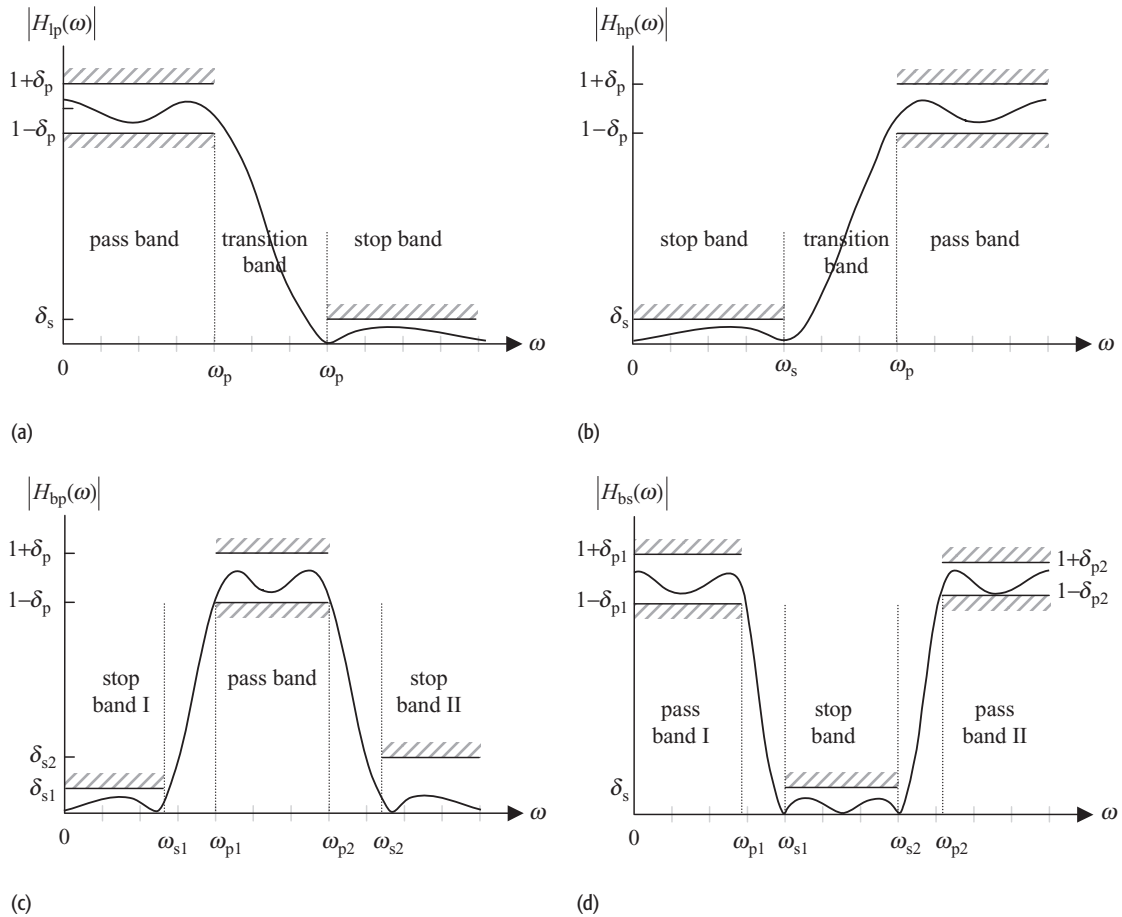 |H_lp(ω)|
1+δ_p
1−δ_p
pass band
transition
band
stop band
δ_s
0
ω_p
ω_p
ω
(a)
|H_hp(ω)|
1+δ_p
1−δ_p
stop band
transition
band
pass band
δ_s
0
ω_s
ω_p
ω
(b)
|H_bp(ω)|
1+δ_p
1−δ_p
stop
band I
pass band
stop
band II
δ_s2
δ_s1
0
ω_s1
ω_p1
ω_p2
ω_s2
ω
(c)
|H_bs(ω)|
1+δ_p1
1−δ_p1
1+δ_p2
1−δ_p2
pass
band I
stop
band
pass
band II
δ_s
0
ω_p1
ω_s1
ω_s2
ω_p2
ω
(d)